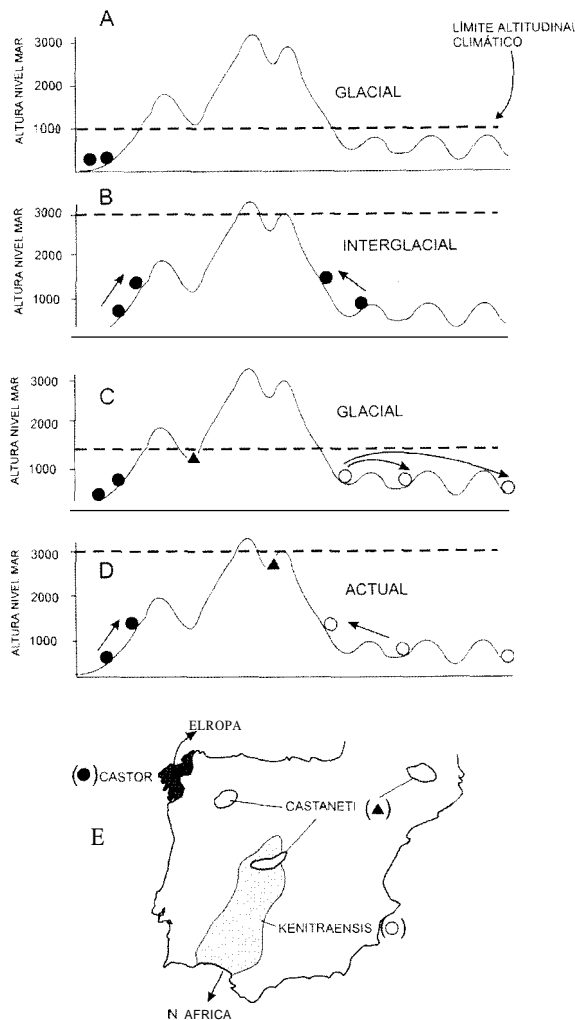 A
ALTURA NIVEL MAR
3000
2000
1000
GLACIAL
LÍMITE ALTITUDINAL
CLIMÁTICO
B
ALTURA NIVEL MAR
3000
2000
1000
INTERGLACIAL
C
ALTURA NIVEL MAR
3000
2000
1000
GLACIAL
D
ALTURA NIVEL MAR
3000
2000
1000
ACTUAL
E
ELROPA
(●) CASTOR
CASTANETI (▲)
KENITRAENSIS (○)
N AFRICA